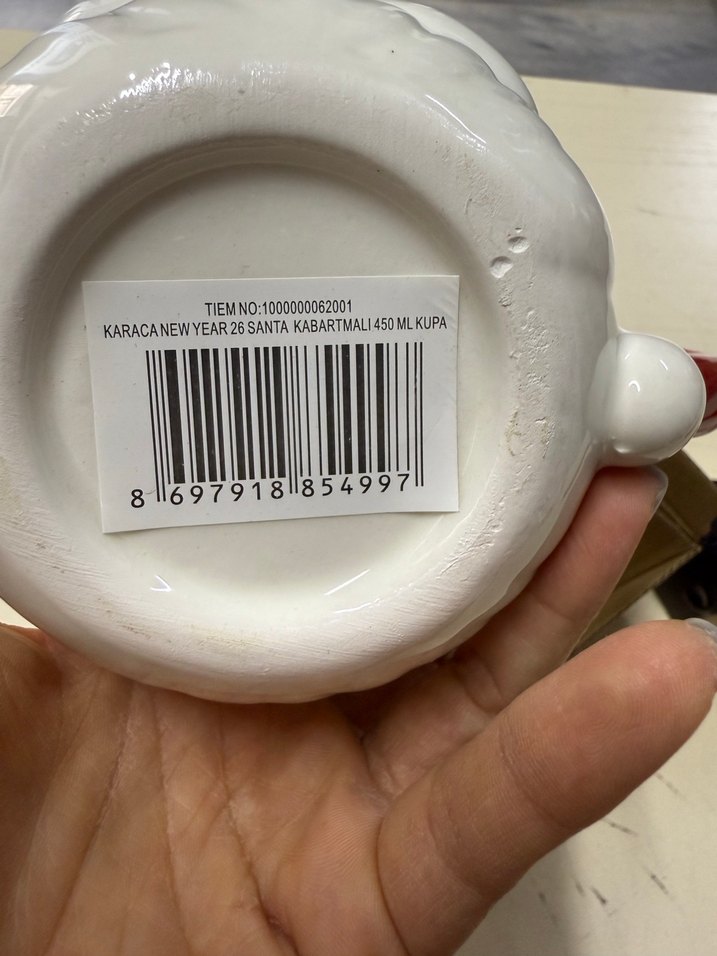 TIEM NO:1000000062001
KARACA NEW YEAR 26 SANTA KABARTMALI 450 ML KUPA
8 697918 854997